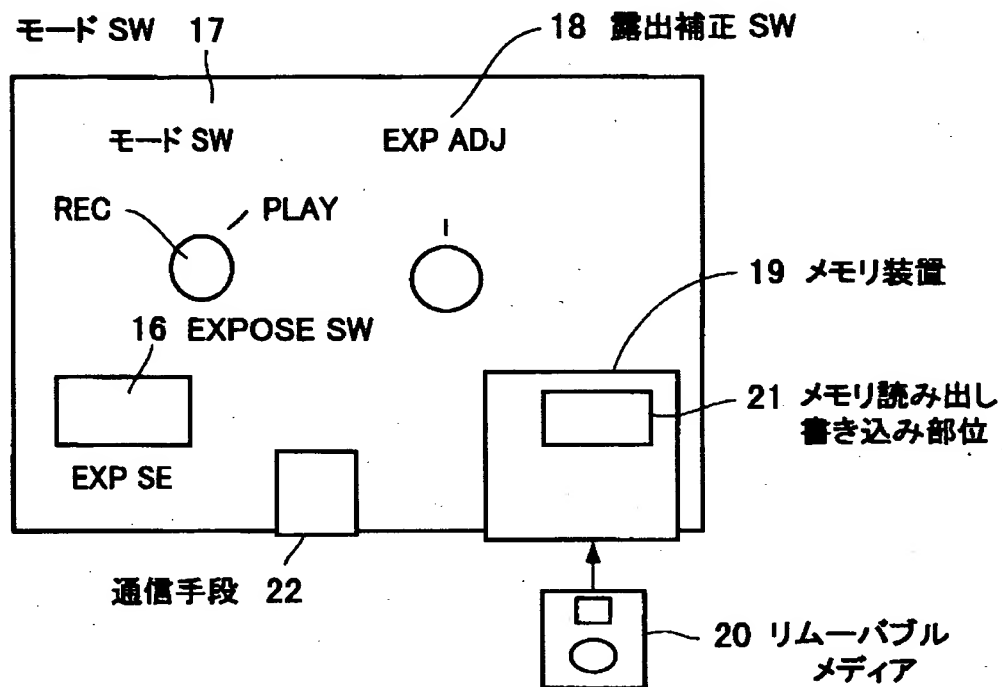 モード SW 17
18 露出補正 SW
モード SW
EXP ADJ
REC
PLAY
19 メモリ装置
16 EXPOSE SW
21 メモリ読み出し
書き込み部位
EXP SE
通信手段 22
20 リムーバブル
メディア